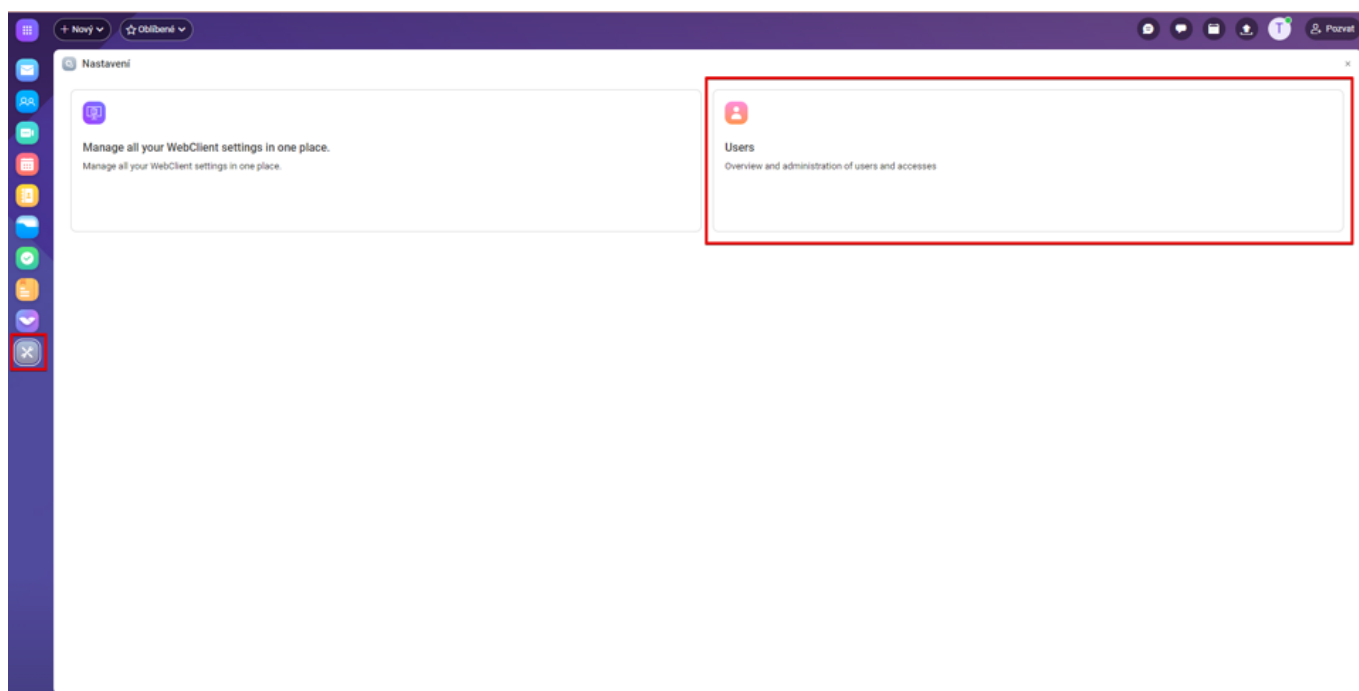 + Nový
Oblíbené
T
Pozvat
Nastavení
×
Manage all your WebClient settings in one place.
Manage all your WebClient settings in one place.
Users
Overview and administration of users and accesses